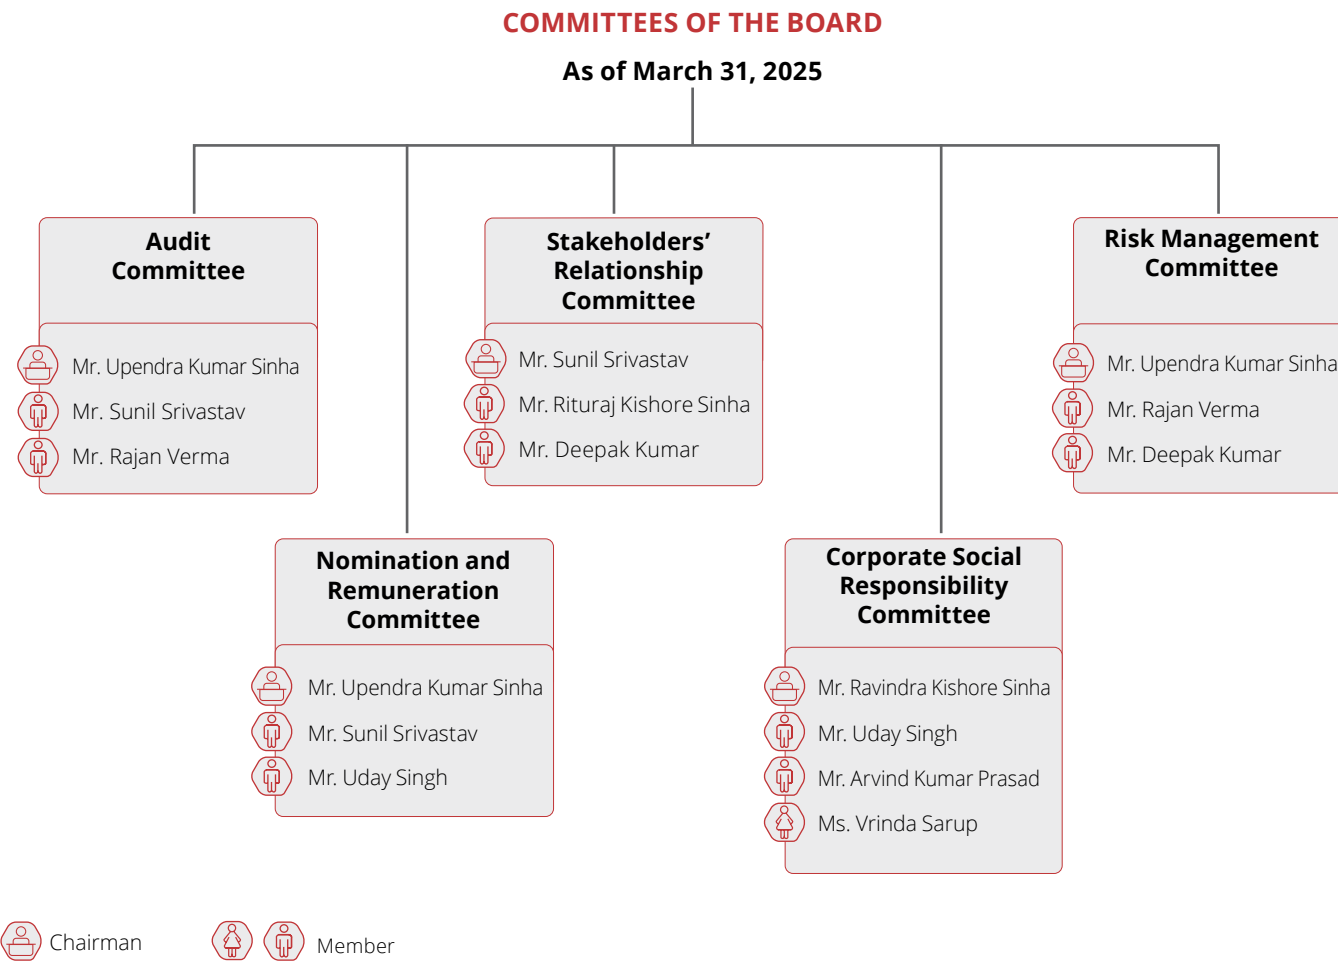 COMMITTEES OF THE BOARD
As of March 31, 2025
Audit
Committee
Mr. Upendra Kumar Sinha
Mr. Sunil Srivastav
Mr. Rajan Verma
Stakeholders’
Relationship
Committee
Mr. Sunil Srivastav
Mr. Rituraj Kishore Sinha
Mr. Deepak Kumar
Risk Management
Committee
Mr. Upendra Kumar Sinha
Mr. Rajan Verma
Mr. Deepak Kumar
Nomination and
Remuneration
Committee
Mr. Upendra Kumar Sinha
Mr. Sunil Srivastav
Mr. Uday Singh
Corporate Social
Responsibility
Committee
Mr. Ravindra Kishore Sinha
Mr. Uday Singh
Mr. Arvind Kumar Prasad
Ms. Vrinda Sarup
Chairman
Member